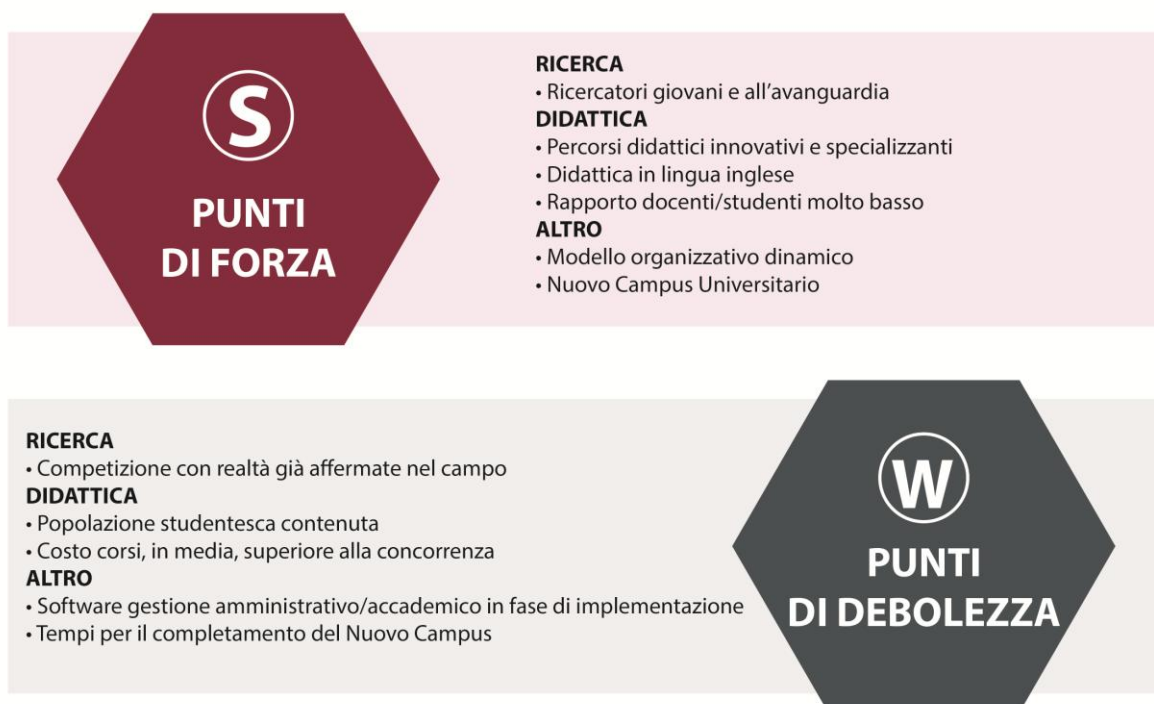 S
PUNTI
DI FORZA
RICERCA
• Ricercatori giovani e all’avanguardia
DIDATTICA
• Percorsi didattici innovativi e specializzanti
• Didattica in lingua inglese
• Rapporto docenti/studenti molto basso
ALTRO
• Modello organizzativo dinamico
• Nuovo Campus Universitario
RICERCA
• Competizione con realtà già affermate nel campo
DIDATTICA
• Popolazione studentesca contenuta
• Costo corsi, in media, superiore alla concorrenza
ALTRO
• Software gestione amministrativo/accademico in fase di implementazione
• Tempi per il completamento del Nuovo Campus
W
PUNTI
DI DEBOLEZZA